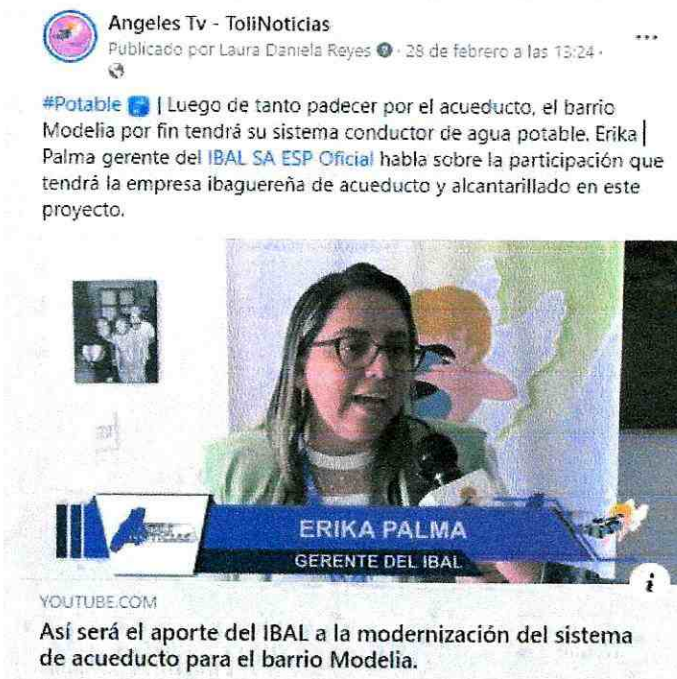 Angeles Tv - ToliNoticias
Publicado por Laura Daniela Reyes · 28 de febrero a las 13:24 ·
#Potable | Luego de tanto padecer por el acueducto, el barrio
Modelia por fin tendrá su sistema conductor de agua potable. Erika |
Palma gerente del IBAL SA ESP Oficial habla sobre la participación que
tendrá la empresa ibaguereña de acueducto y alcantarillado en este
proyecto.
ERIKA PALMA
GERENTE DEL IBAL
YOUTUBE.COM
Así será el aporte del IBAL a la modernización del sistema
de acueducto para el barrio Modelia.